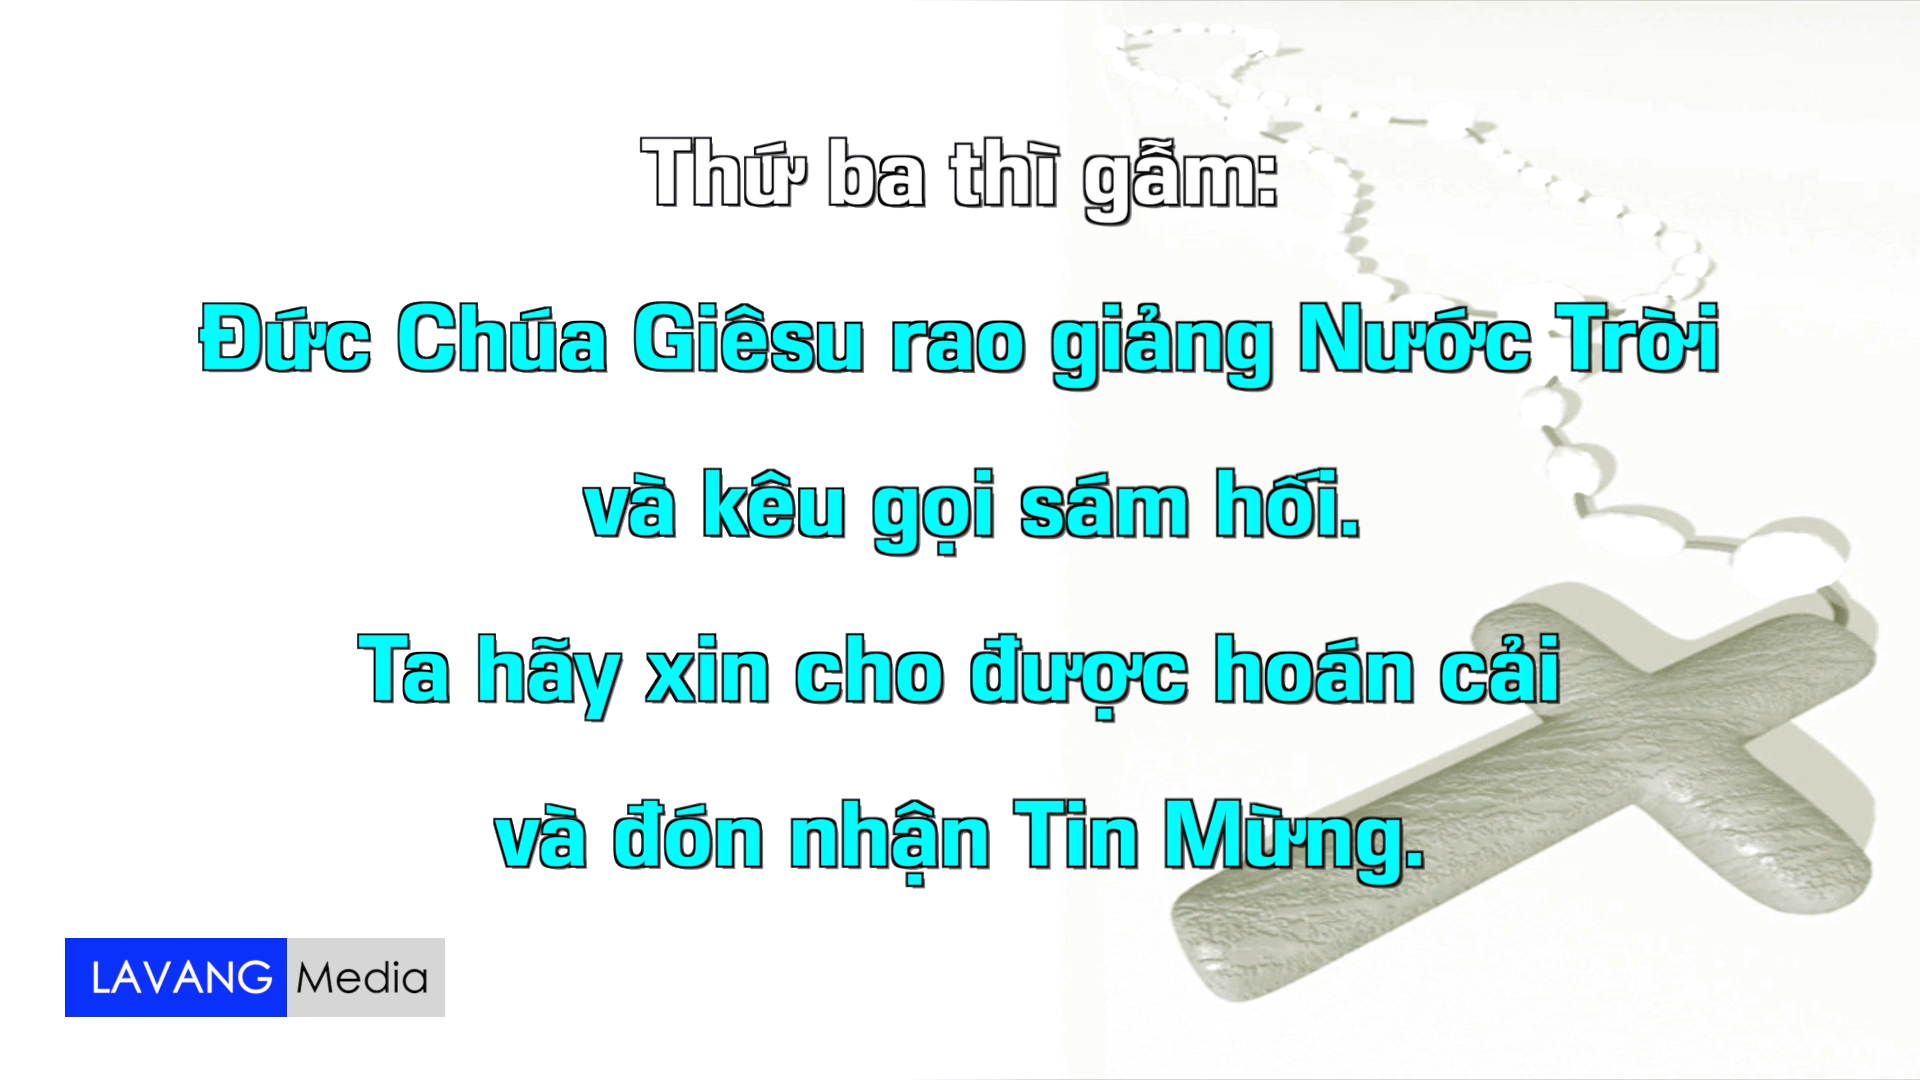 Thứ ba thì gẫm:
Đức Chúa Giêsu rao giảng Nước Trời
và kêu gọi sám hối.
Ta hãy xin cho được hoán cải
và đón nhận Tin Mừng.
LAVANG Media